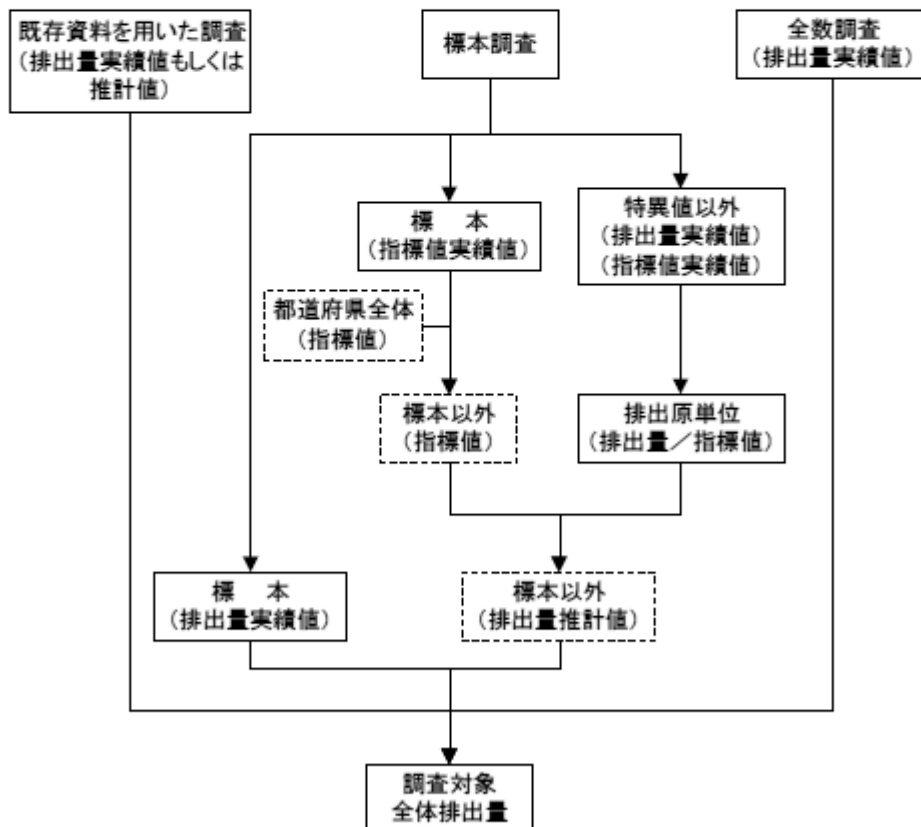 既存資料を用いた調査
(排出量実績値もしくは
推計値)
標本調査
全数調査
(排出量実績値)
標　本
(指標値実績値)
特異値以外
(排出量実績値)
(指標値実績値)
都道府県全体
(指標値)
標本以外
(指標値)
排出原単位
(排出量／指標値)
標　本
(排出量実績値)
標本以外
(排出量推計値)
調査対象
全体排出量